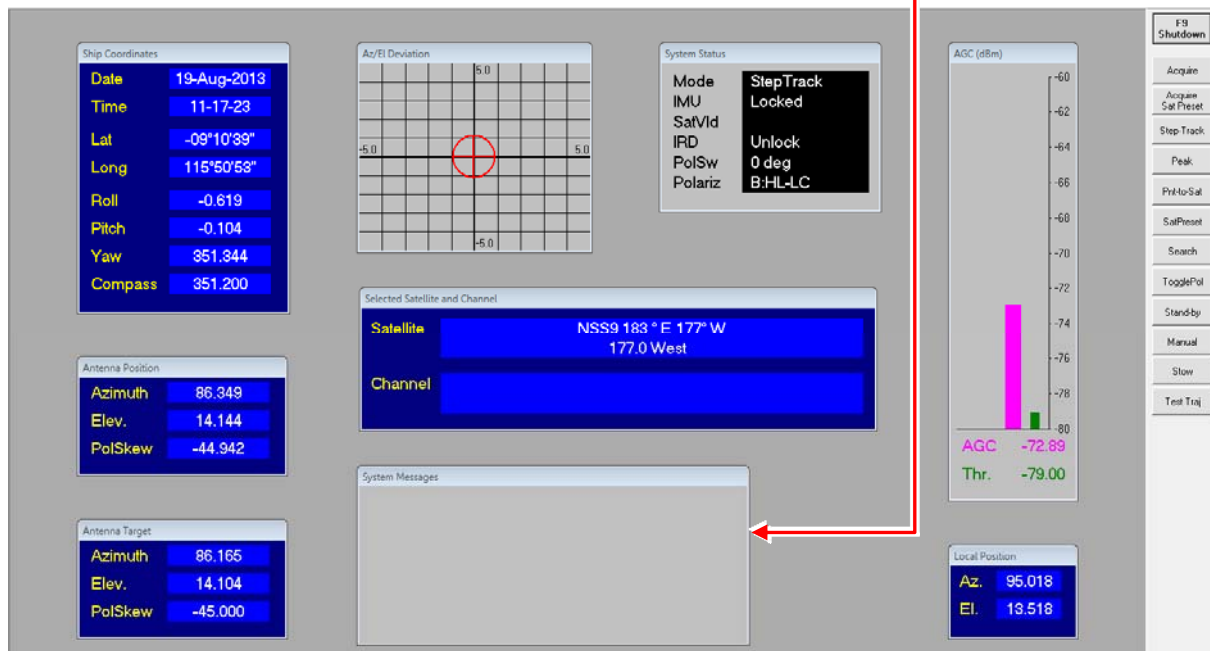 Ship Coordinates
Date 19-Aug-2013
Time 11-17-23
Lat -09°10'39"
Long 115°50'53"
Roll -0.619
Pitch -0.104
Yaw 351.344
Compass 351.200
Antenna Position
Azimuth 86.349
Elev. 14.144
PolSkew -44.942
Antenna Target
Azimuth 86.165
Elev. 14.104
PolSkew -45.000
Az/El Deviation
5.0
-5.0 5.0
-5.0
System Status
Mode StepTrack
IMU Locked
SatVld
IRD Unlock
PolSw 0 deg
Polariz B:HL-LC
Selected Satellite and Channel
Satellite NSS9 183 ° E 177° W
177.0 West
Channel
System Messages
AGC (dBm)
-60
-62
-64
-66
-68
-70
-72
-74
-76
-78
-80
AGC -72.89
Thr. -79.00
Local Position
Az. 95.018
El. 13.518
F9
Shutdown
Acquire
Acquire
Sat Preset
Step-Track
Peak
Pnt-to-Sat
SatPreset
Search
TogglePol
Stand-by
Manual
Stow
Test Traj